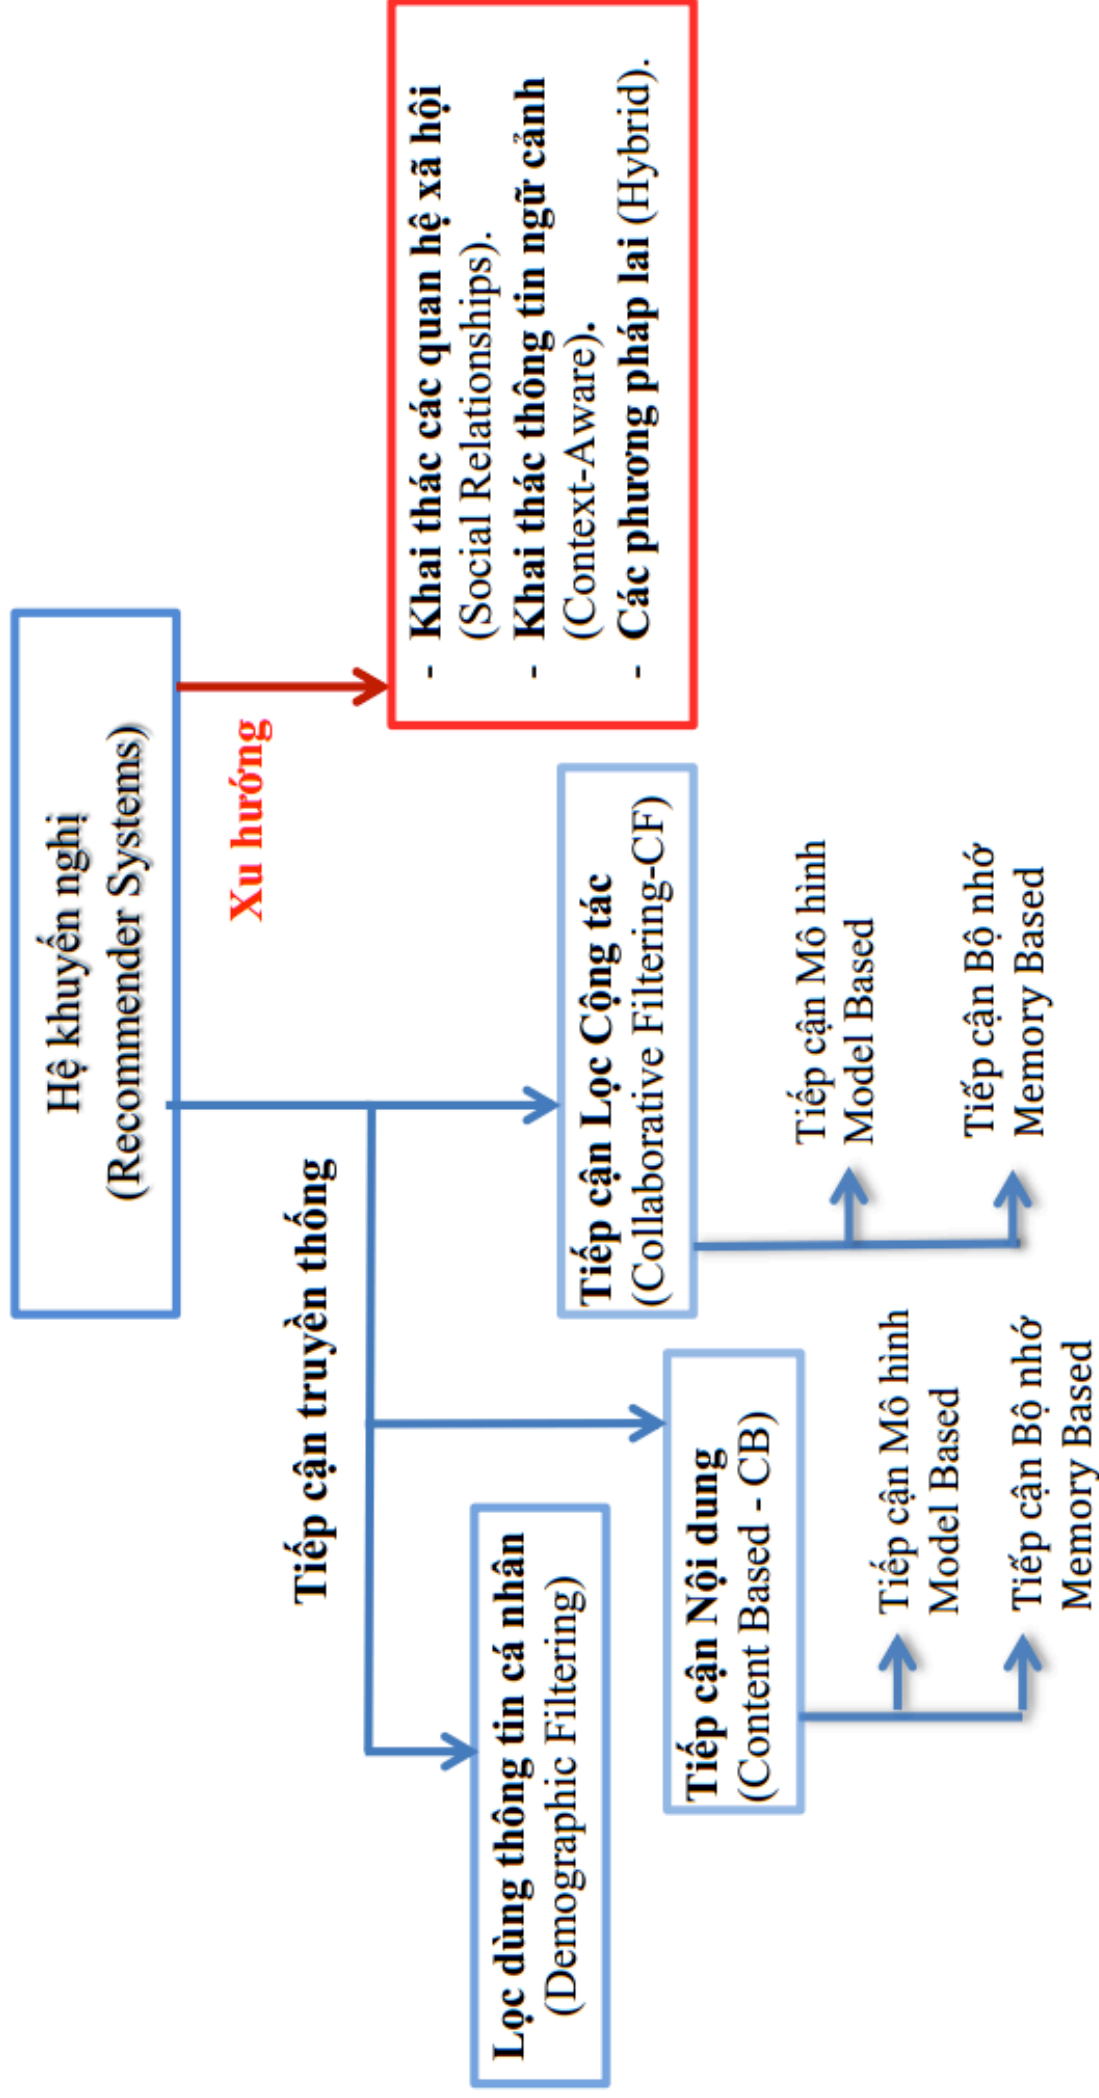 Hệ khuyến nghị
(Recommender Systems)
Tiếp cận truyền thống
Xu hướng
Lọc dùng thông tin cá nhân
(Demographic Filtering)
Tiếp cận Nội dung
(Content Based - CB)
Tiếp cận Mô hình
Model Based
Tiếp cận Bộ nhớ
Memory Based
Tiếp cận Lọc Cộng tác
(Collaborative Filtering-CF)
Tiếp cận Mô hình
Model Based
Tiếp cận Bộ nhớ
Memory Based
- Khai thác các quan hệ xã hội
(Social Relationships).
- Khai thác thông tin ngữ cảnh
(Context-Aware).
- Các phương pháp lai (Hybrid).